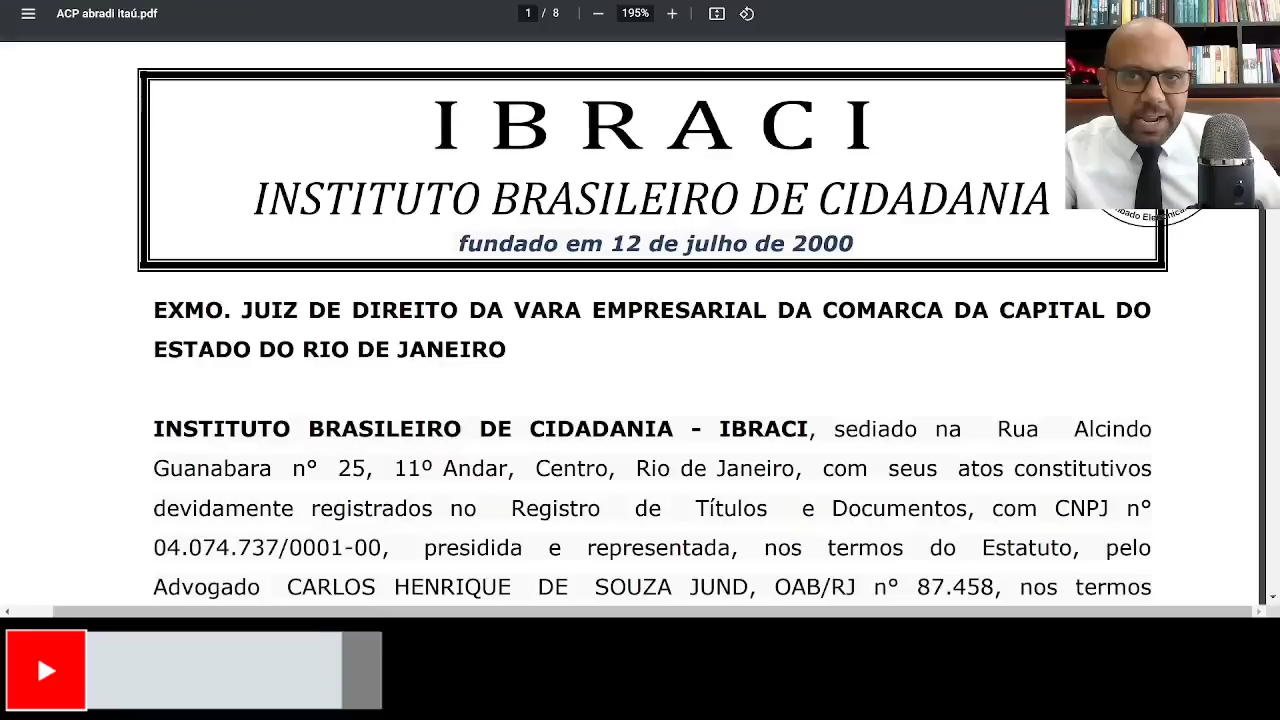 ACP abradi itaú.pdf
1 / 8
195%
I B R A C I
INSTITUTO BRASILEIRO DE CIDADANIA
fundado em 12 de julho de 2000
EXMO. JUIZ DE DIREITO DA VARA EMPRESARIAL DA COMARCA DA CAPITAL DO
ESTADO DO RIO DE JANEIRO
INSTITUTO BRASILEIRO DE CIDADANIA - IBRACI, sediado na Rua Alcindo
Guanabara n° 25, 11º Andar, Centro, Rio de Janeiro, com seus atos constitutivos
devidamente registrados no Registro de Títulos e Documentos, com CNPJ n°
04.074.737/0001-00, presidida e representada, nos termos do Estatuto, pelo
Advogado CARLOS HENRIQUE DE SOUZA JUND, OAB/RJ n° 87.458, nos termos